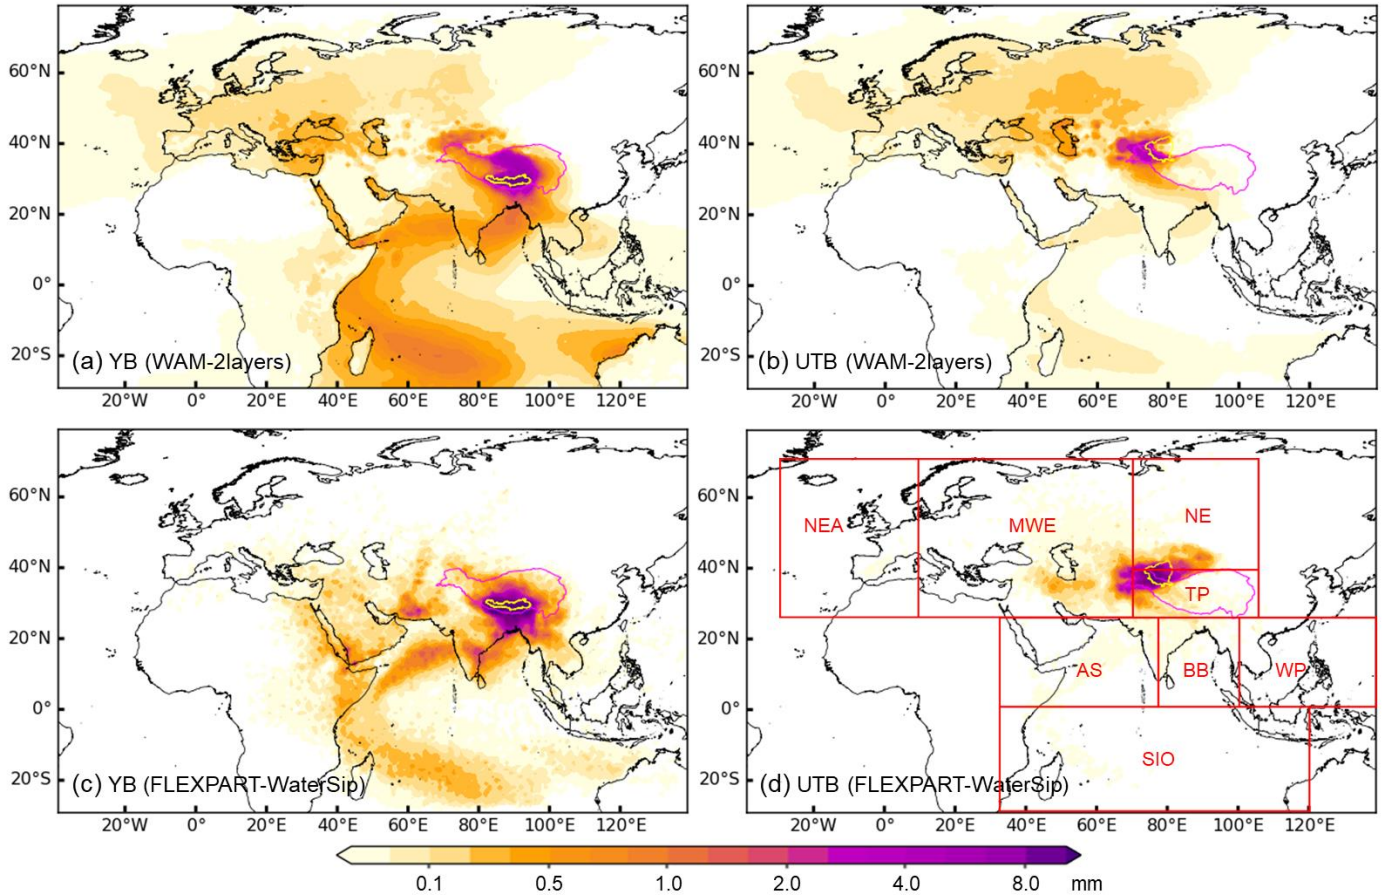 60°N
40°N
20°N
0°
20°S
(a) YB (WAM-2layers)
20°W 0° 20°E 40°E 60°E 80°E 100°E 120°E
60°N
40°N
20°N
0°
20°S
(b) UTB (WAM-2layers)
20°W 0° 20°E 40°E 60°E 80°E 100°E 120°E
60°N
40°N
20°N
0°
20°S
(c) YB (FLEXPART-WaterSip)
20°W 0° 20°E 40°E 60°E 80°E 100°E 120°E
60°N
40°N
20°N
0°
20°S
NEA MWE NE
TP
AS BB WP
SIO
(d) UTB (FLEXPART-WaterSip)
20°W 0° 20°E 40°E 60°E 80°E 100°E 120°E
0.1 0.5 1.0 2.0 4.0 8.0 mm